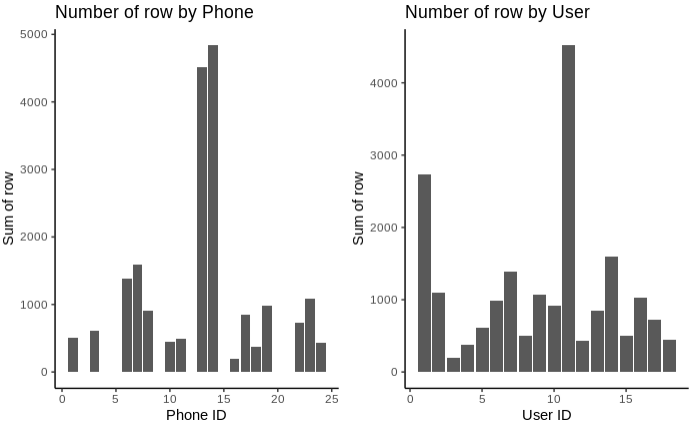 Number of row by Phone
Sum of row
5000
4000
3000
2000
1000
0
0 5 10 15 20 25
Phone ID
Number of row by User
Sum of row
4000
3000
2000
1000
0
0 5 10 15
User ID